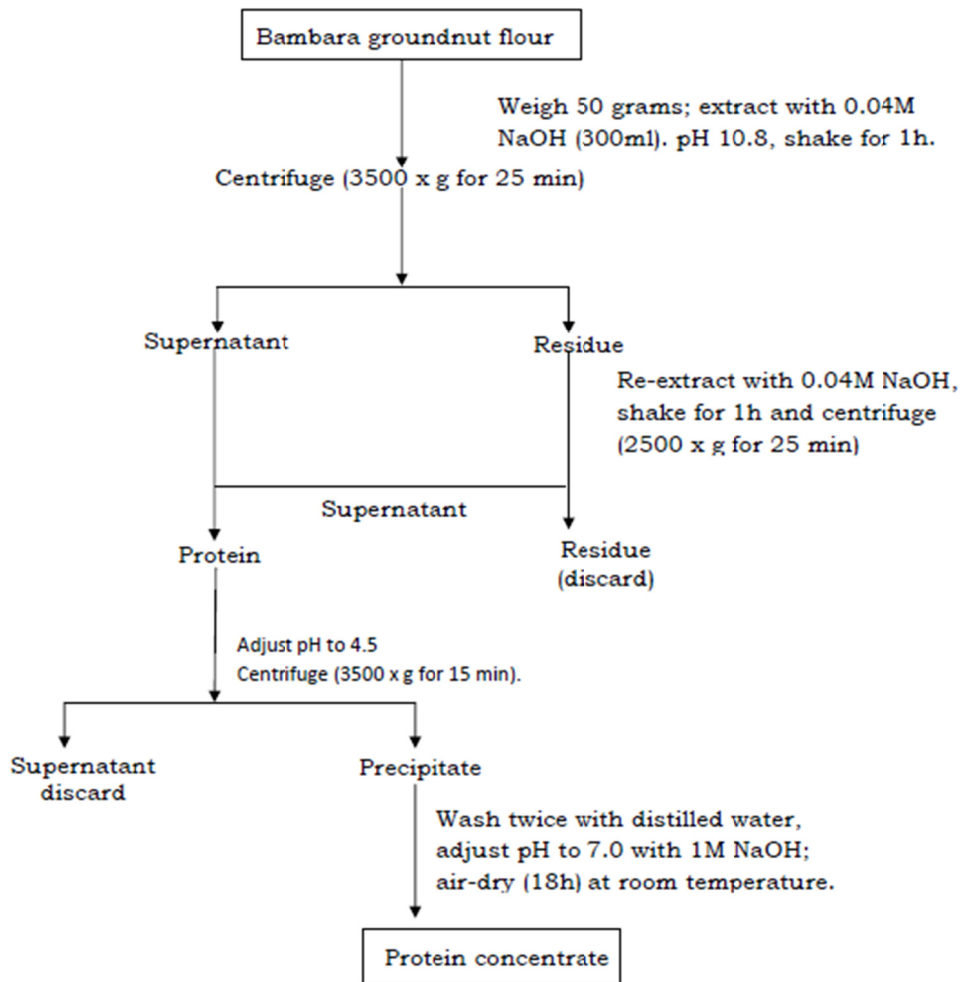 Bambara groundnut flour
Weigh 50 grams; extract with 0.04M
NaOH (300ml). pH 10.8, shake for 1h.
Centrifuge (3500 x g for 25 min)
Supernatant
Residue
Re-extract with 0.04M NaOH,
shake for 1h and centrifuge
(2500 x g for 25 min)
Supernatant
Protein
Residue
(discard)
Adjust pH to 4.5
Centrifuge (3500 x g for 15 min).
Supernatant
discard
Precipitate
Wash twice with distilled water,
adjust pH to 7.0 with 1M NaOH;
air-dry (18h) at room temperature.
Protein concentrate